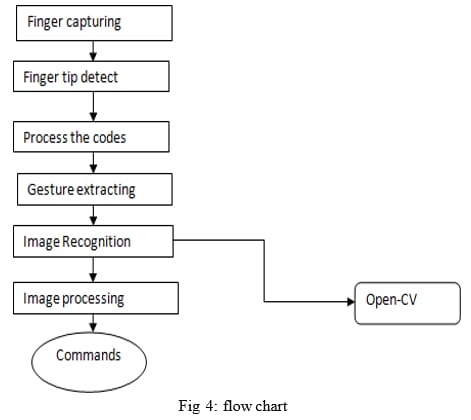 Finger capturing
Finger tip detect
Process the codes
Gesture extracting
Image Recognition
Image processing
Open-CV
Commands
Fig 4: flow chart